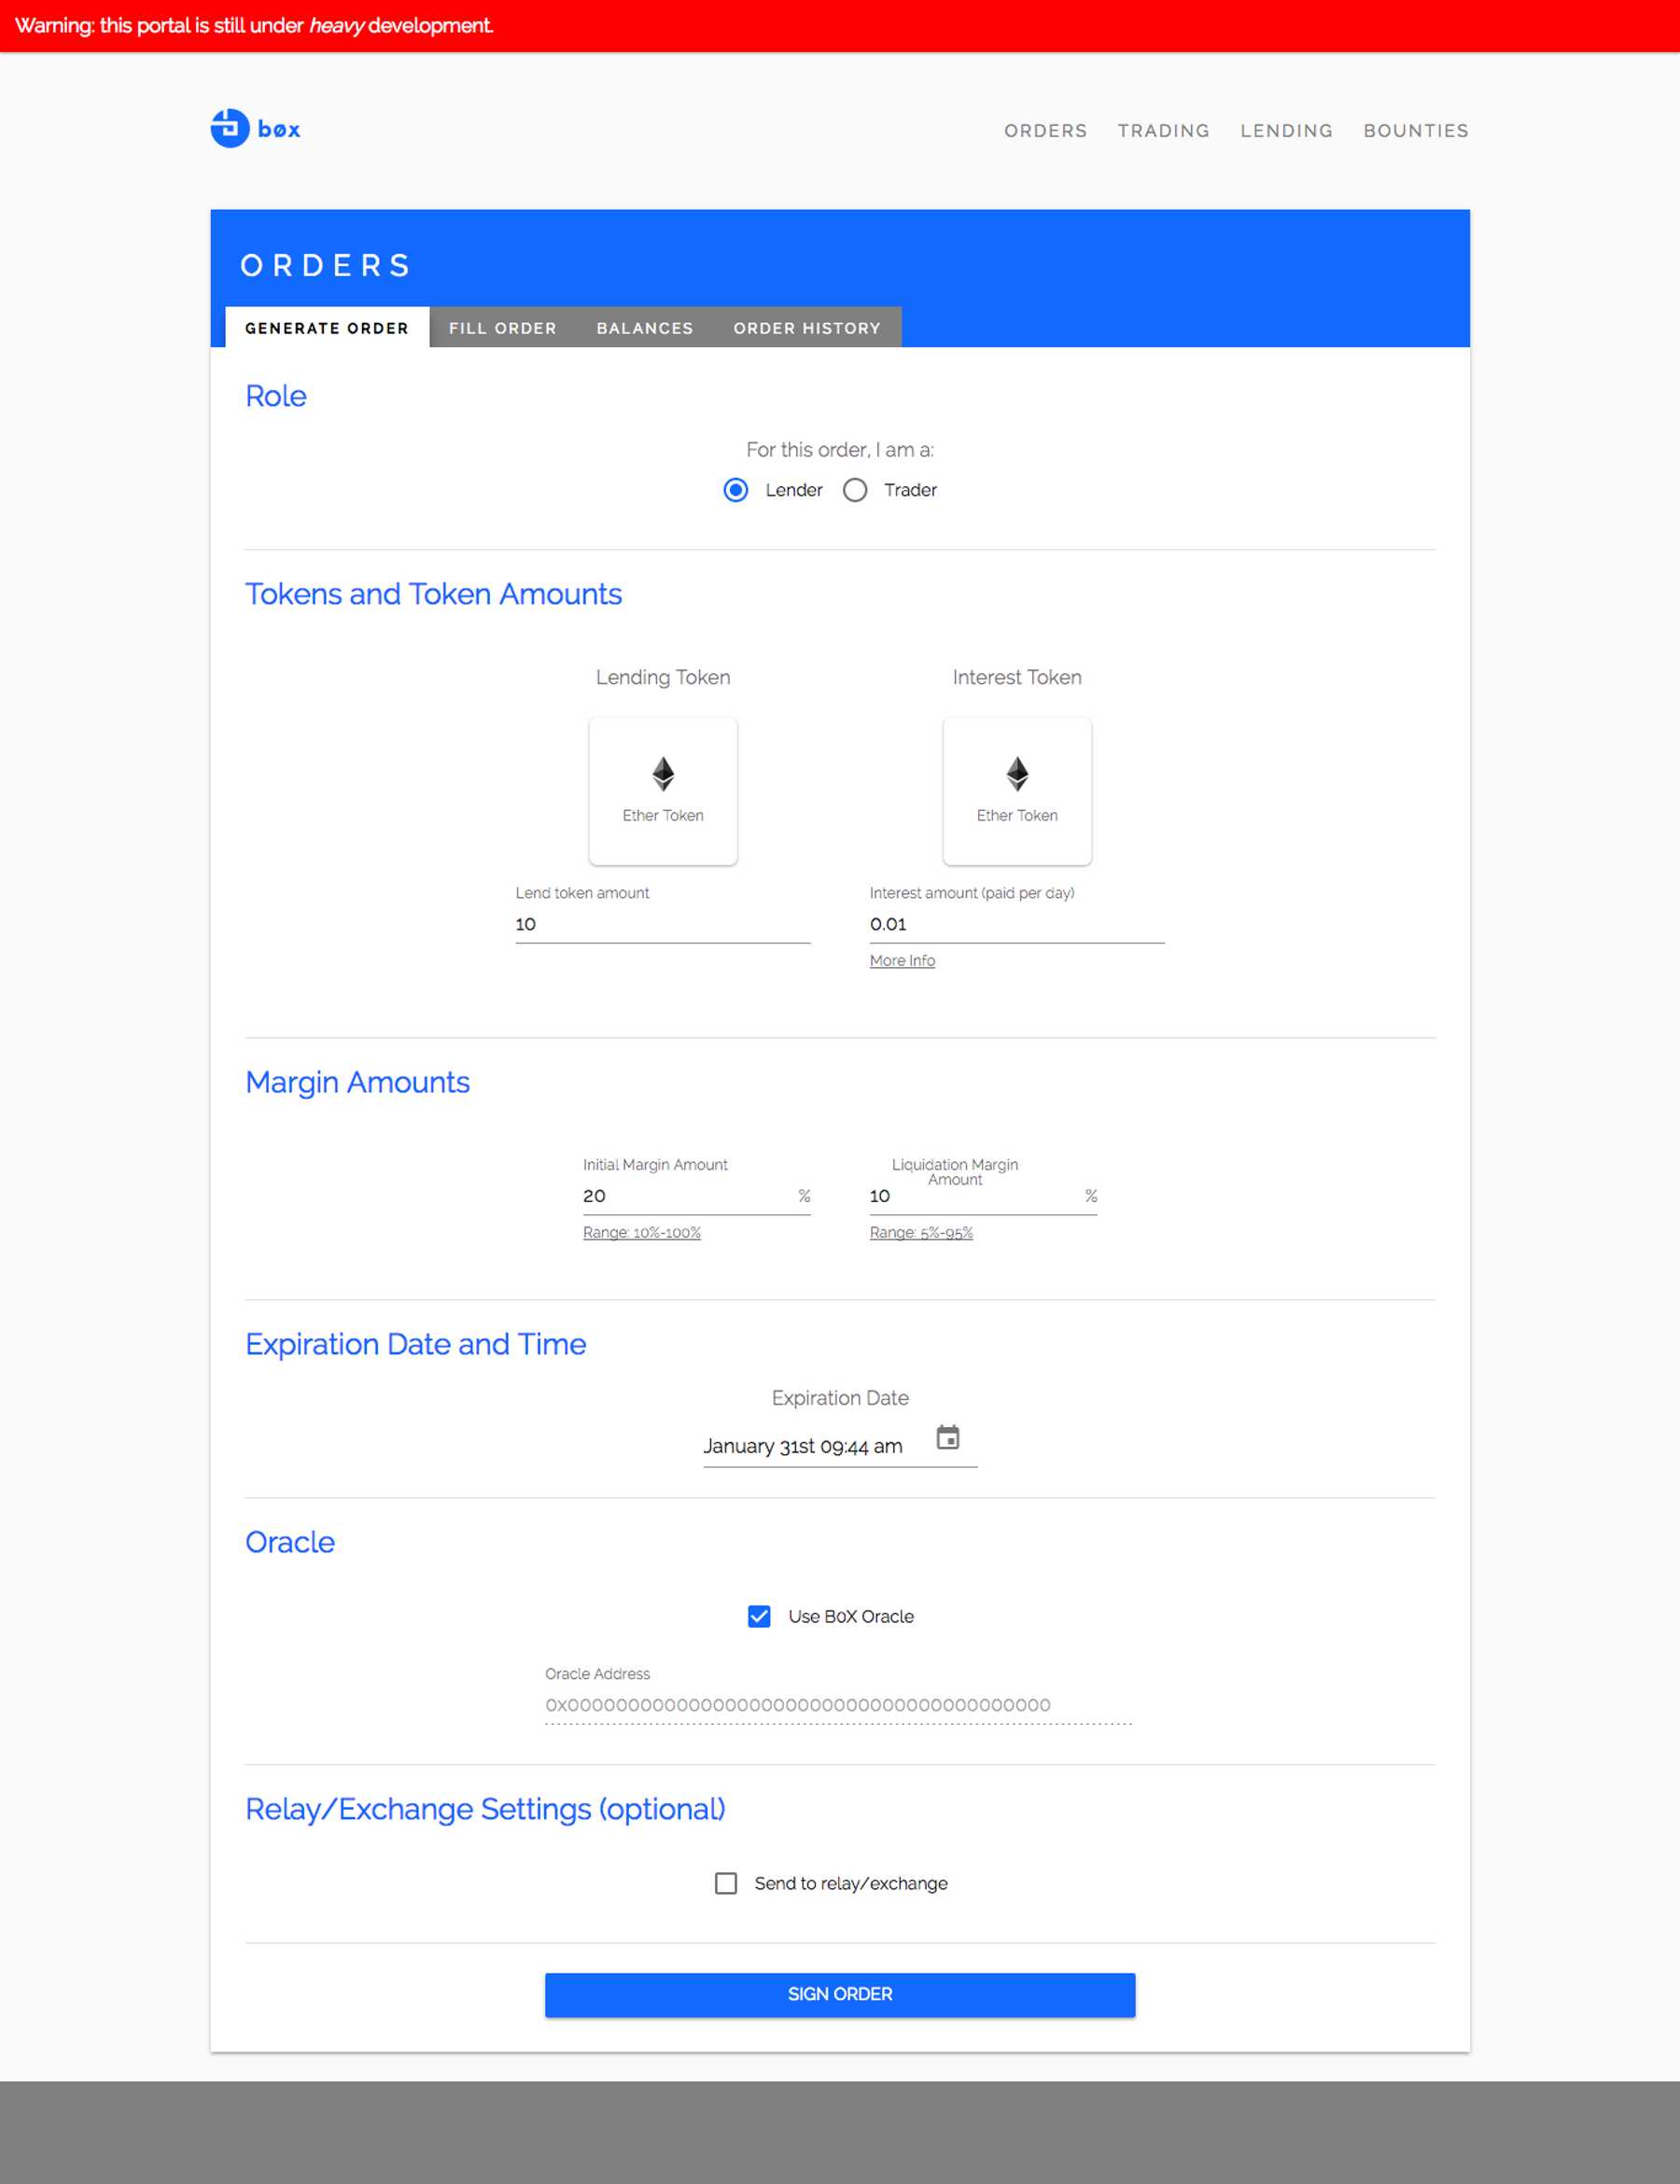 Warning: this portal is still under heavy development.
bøx
ORDERS TRADING LENDING BOUNTIES
ORDERS
GENERATE ORDER FILL ORDER BALANCES ORDER HISTORY
Role
For this order, I am a:
Lender Trader
Tokens and Token Amounts
Lending Token Interest Token
Ether Token Ether Token
Lend token amount Interest amount (paid per day)
10 0.01
More Info
Margin Amounts
Initial Margin Amount Liquidation Margin
Amount
20 % 10 %
Range: 10%-100% Range: 5%-95%
Expiration Date and Time
Expiration Date
January 31st 09:44 am
Oracle
Use B0X Oracle
Oracle Address
0x0000000000000000000000000000000000000000
Relay/Exchange Settings (optional)
Send to relay/exchange
SIGN ORDER